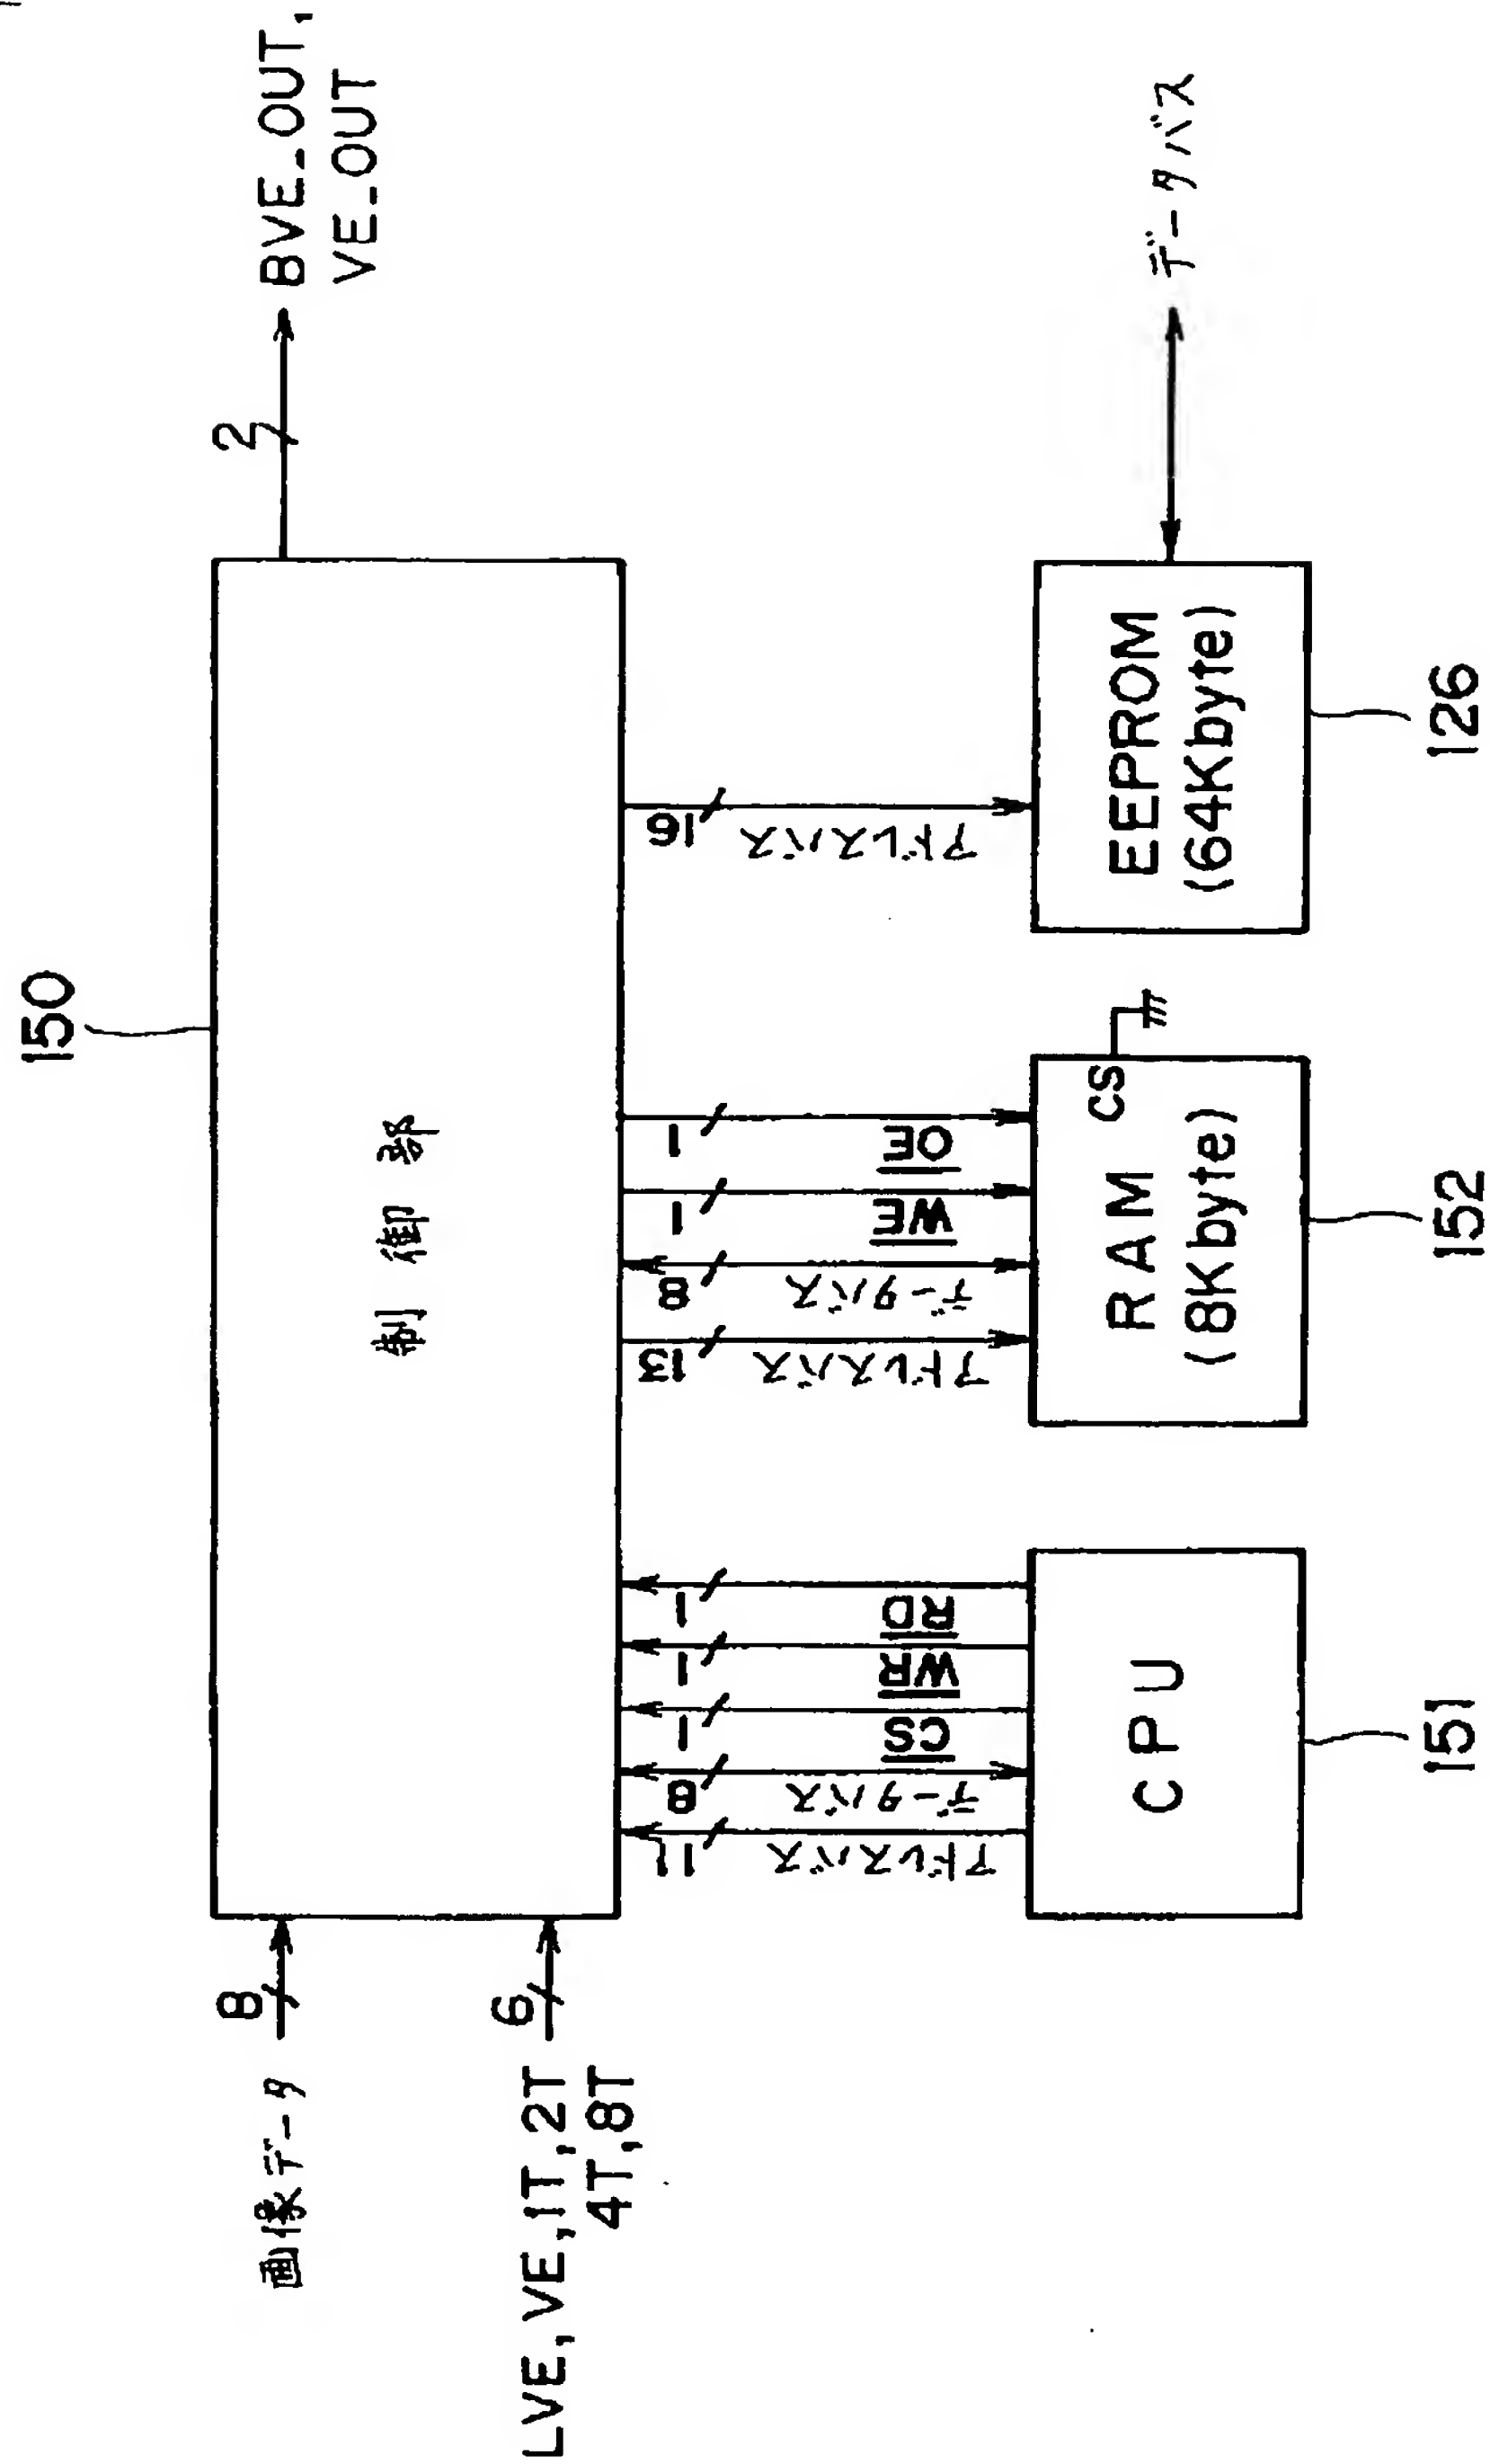 150
画像データ
8
LVE,VE,1T,2T
4T,8T
6
制御部
2
BVE_OUT,
VE_OUT
11
アドレスバス
8
データバス
1
CS
1
WR
1
RD
13
アドレスバス
8
データバス
1
WE
1
OE
16
アドレスバス
CPU
151
RAM
(8Kbyte)
CS
152
EEPROM
(64Kbyte)
126
データバス